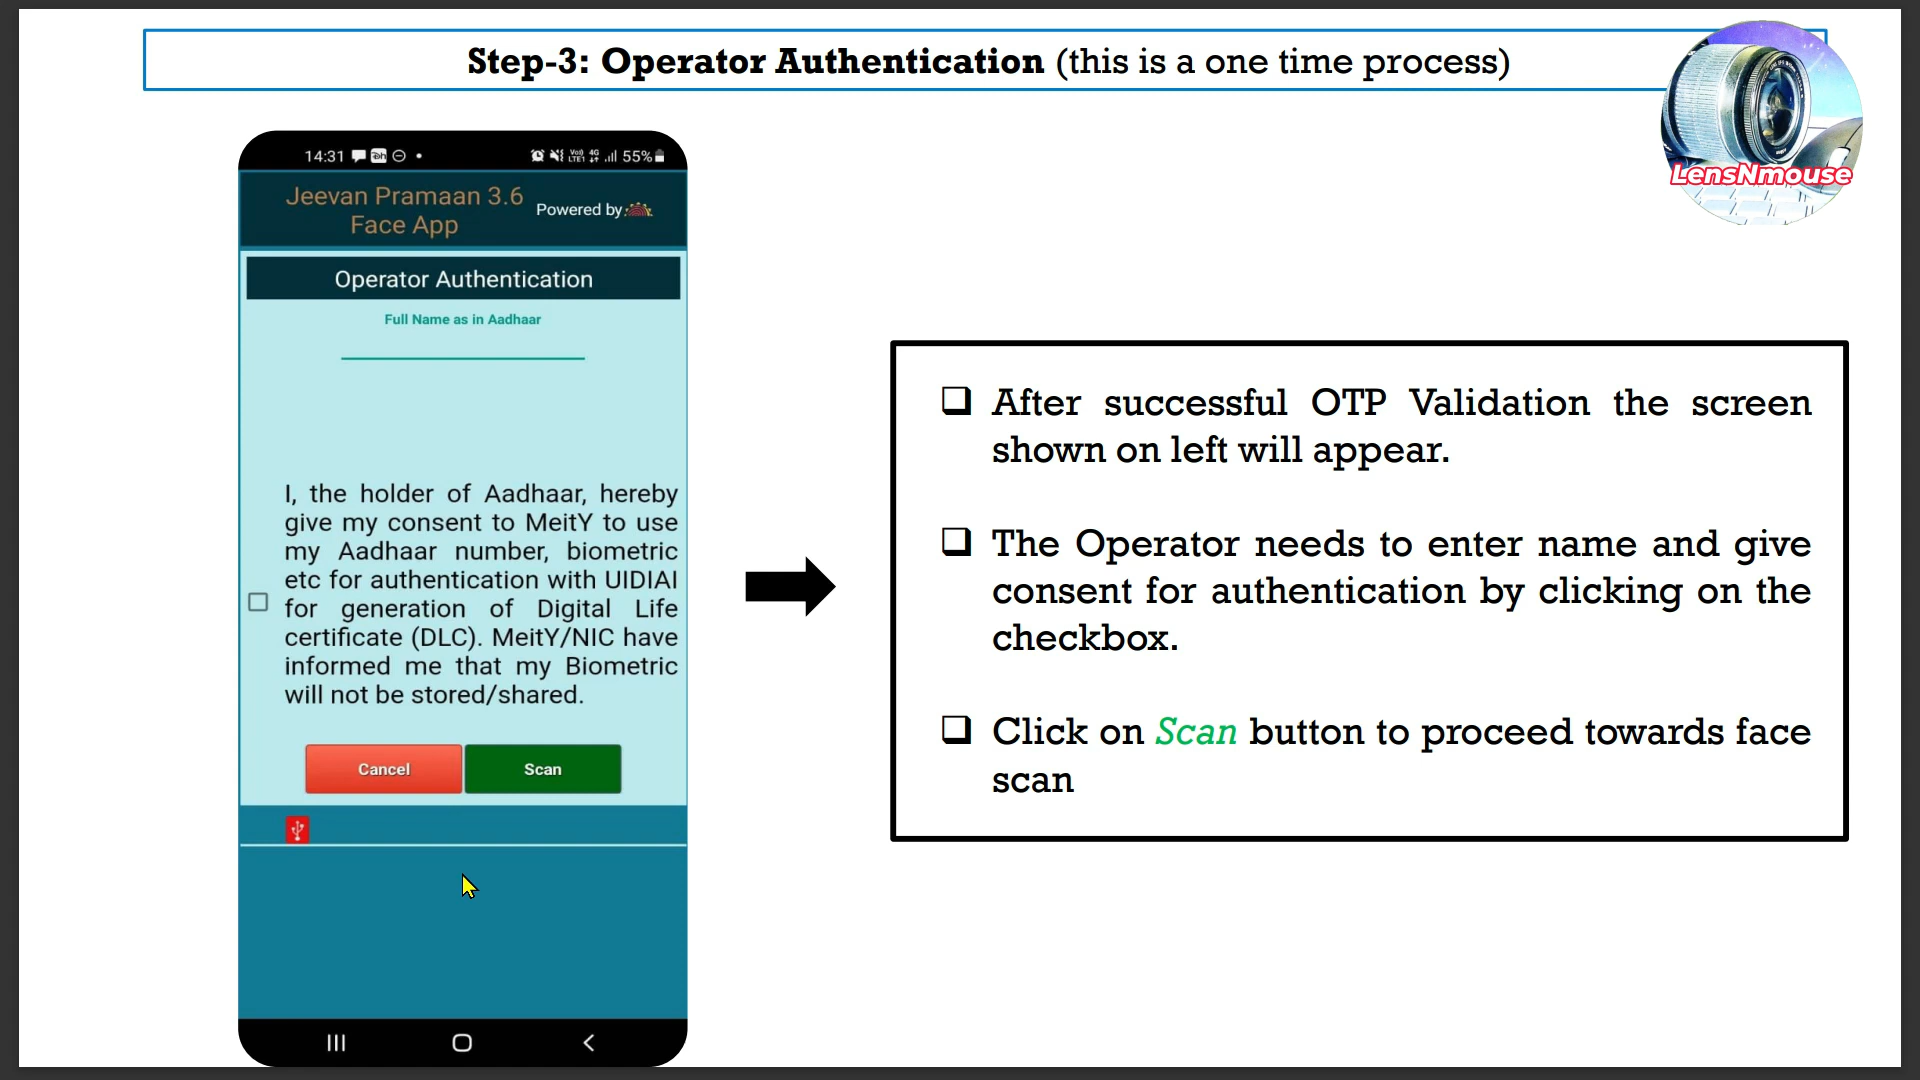 Step-3: Operator Authentication (this is a one time process)
LensNmouse
14:31
55%
Jeevan Pramaan 3.6
Face App
Powered by
Operator Authentication
Full Name as in Aadhaar
I, the holder of Aadhaar, hereby
give my consent to MeitY to use
my Aadhaar number, biometric
etc for authentication with UIDIAI
for generation of Digital Life
certificate (DLC). MeitY/NIC have
informed me that my Biometric
will not be stored/shared.
Cancel
Scan
After successful OTP Validation the screen
shown on left will appear.
The Operator needs to enter name and give
consent for authentication by clicking on the
checkbox.
Click on Scan button to proceed towards face
scan